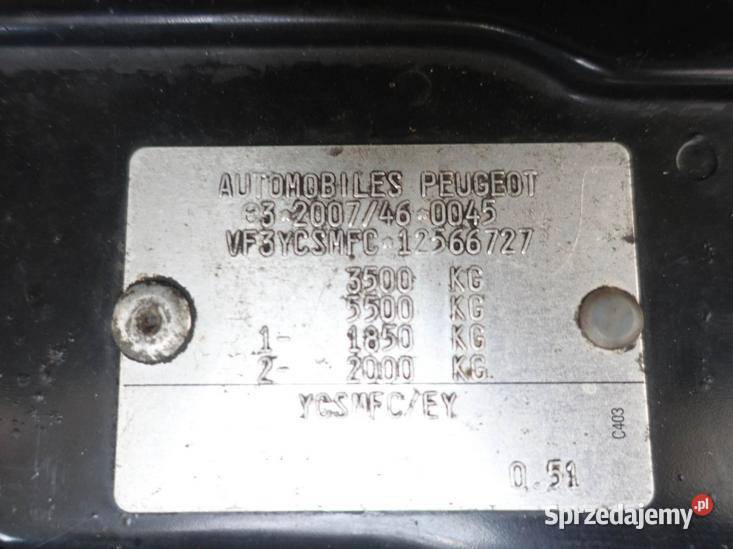 AUTOMOBILES PEUGEOT
e3*2007/46*0045
VF3YCSMFC*12566727
3500 KG
5500 KG
1- 1850 KG
2- 2000 KG
YCSMFC/EY
C403
0.51
Sprzedajemy.pl